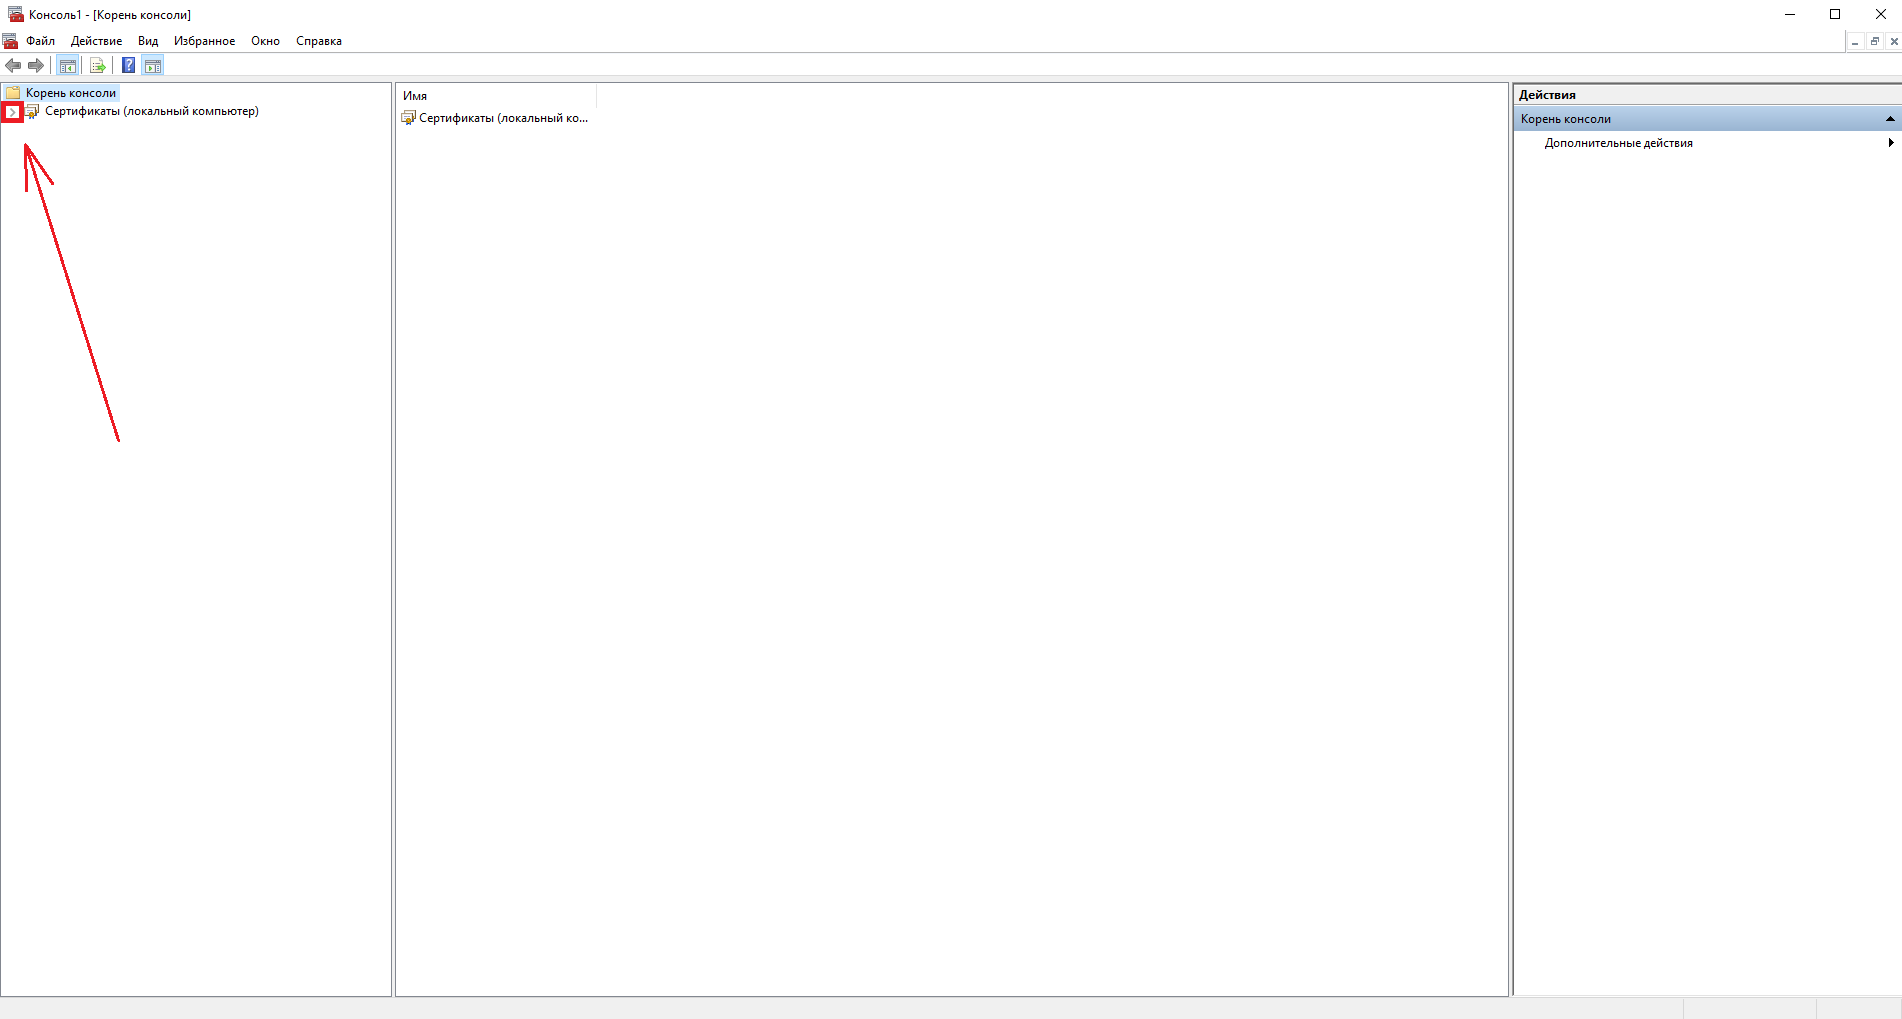 Консоль1 - [Корень консоли]
Файл Действие Вид Избранное Окно Справка
Корень консоли
Сертификаты (локальный компьютер)
Имя
Сертификаты (локальный ко...
Действия
Корень консоли
Дополнительные действия